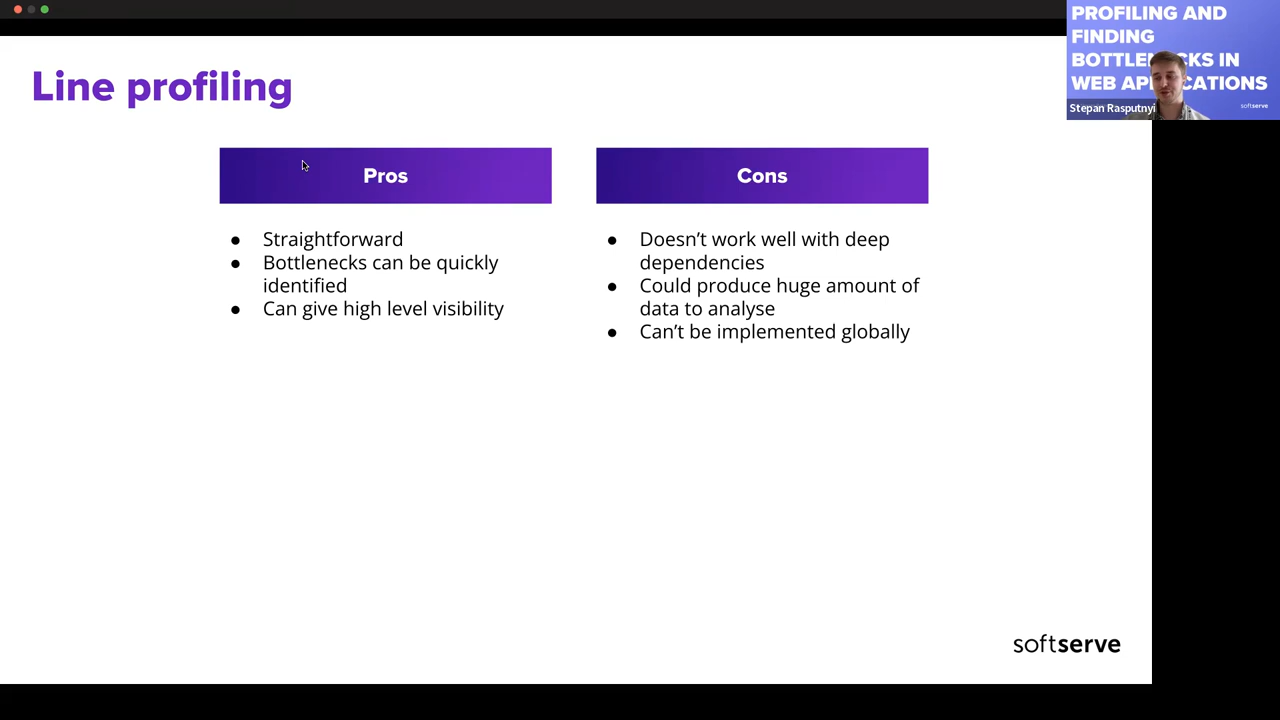 Line profiling
Pros
● Straightforward
● Bottlenecks can be quickly
identified
● Can give high level visibility
Cons
● Doesn’t work well with deep
dependencies
● Could produce huge amount of
data to analyse
● Can’t be implemented globally
softserve
PROFILING AND
FINDING
IN
WEB
Stepan Rasputnyi
softserve